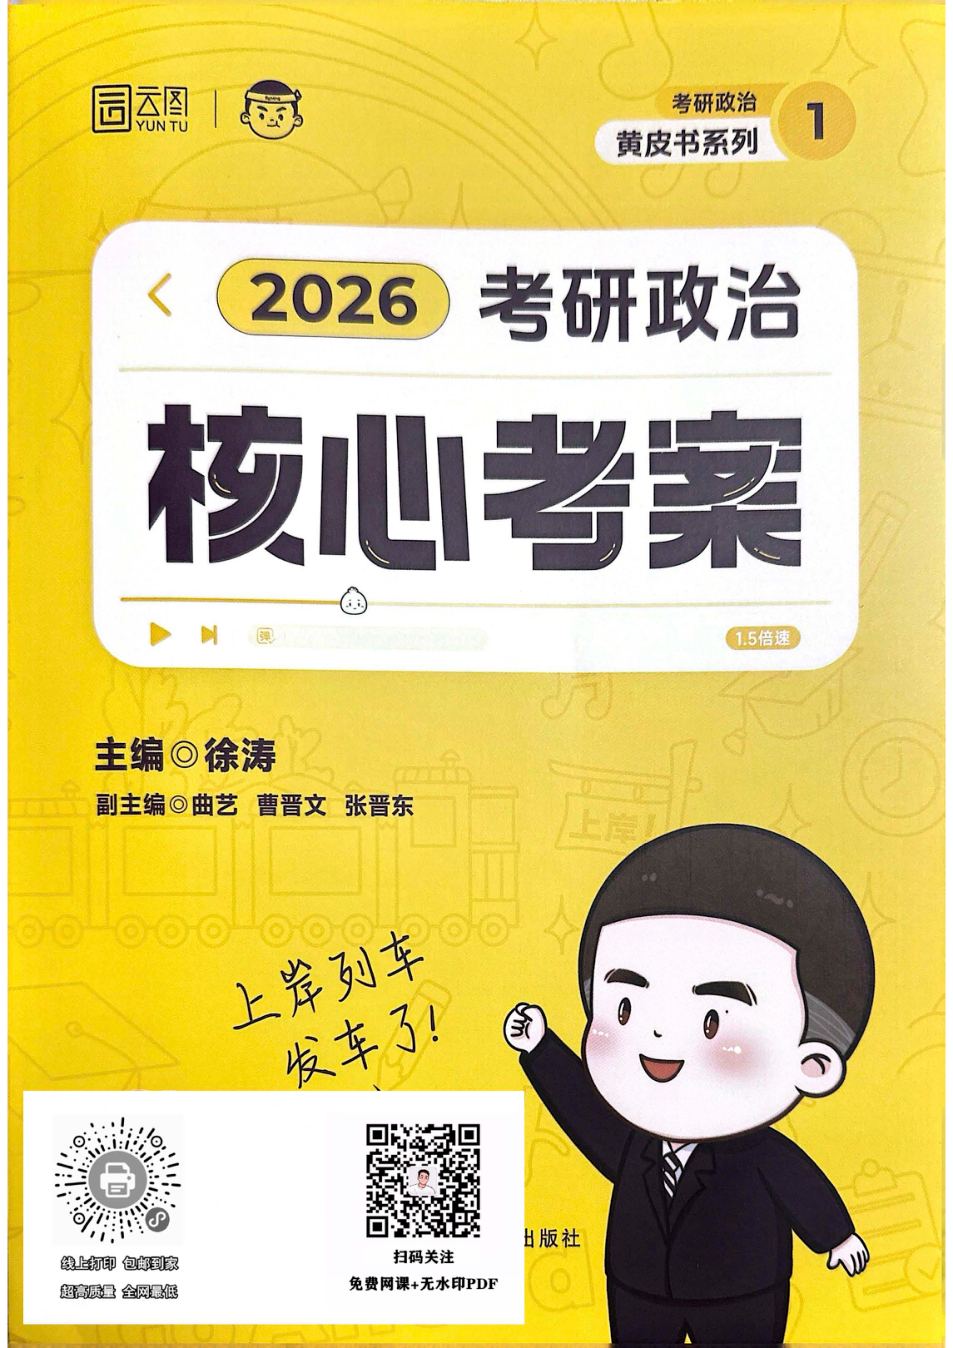 云图
YUN TU
考研政治
黄皮书系列
1
2026 考研政治
核心考案
弹
1.5倍速
主编◎徐涛
副主编◎曲艺 曹晋文 张晋东
上岸!
上岸列车
发车了!
出版社
线上打印 包邮到家
超高质量 全网最低
扫码关注
免费网课+无水印PDF